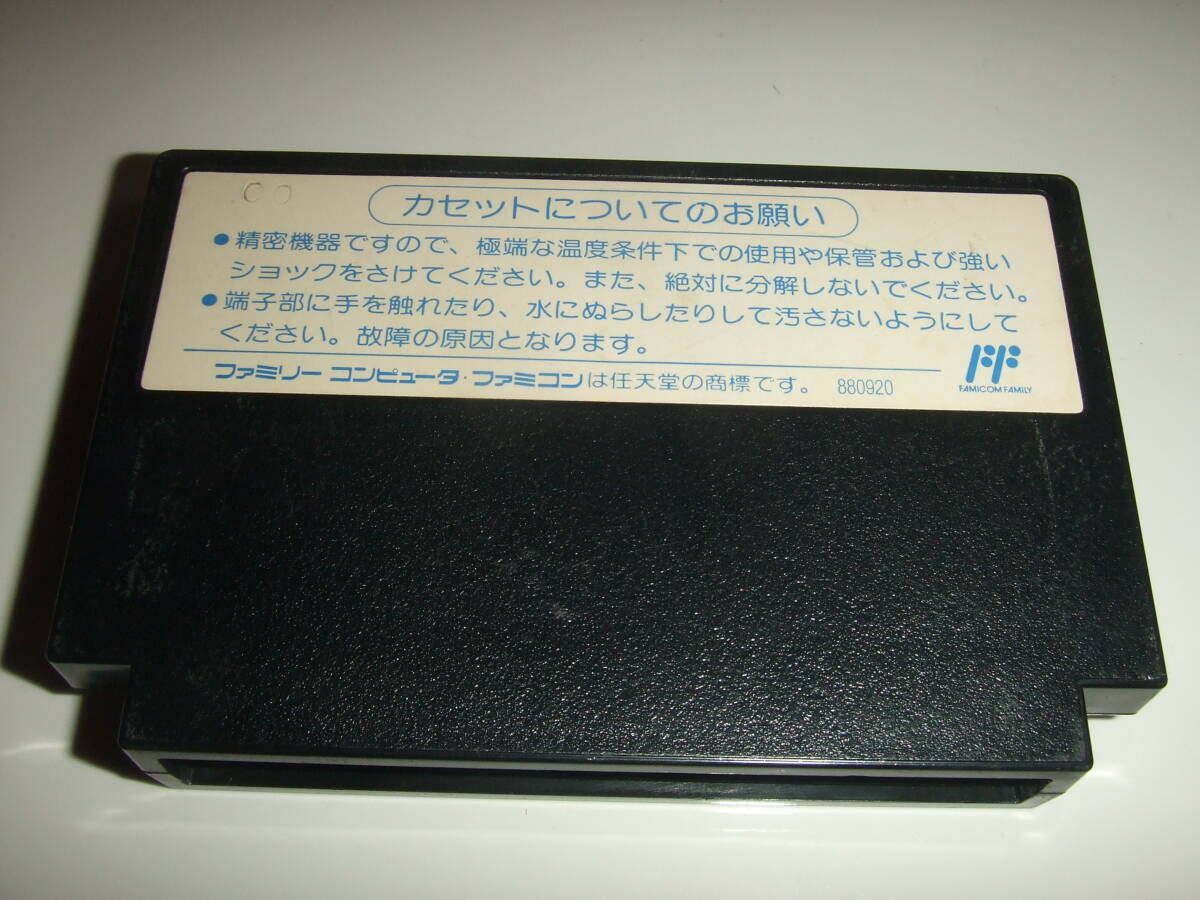 カセットについてのお願い
●精密機器ですので、極端な温度条件下での使用や保管および強い
ショックをさけてください。また、絶対に分解しないでください。
●端子部に手を触れたり、水にぬらしたりして汚さないようにして
ください。故障の原因となります。
ファミリーコンピュータ・ファミコンは任天堂の商標です。 880920
FAMICOM FAMILY